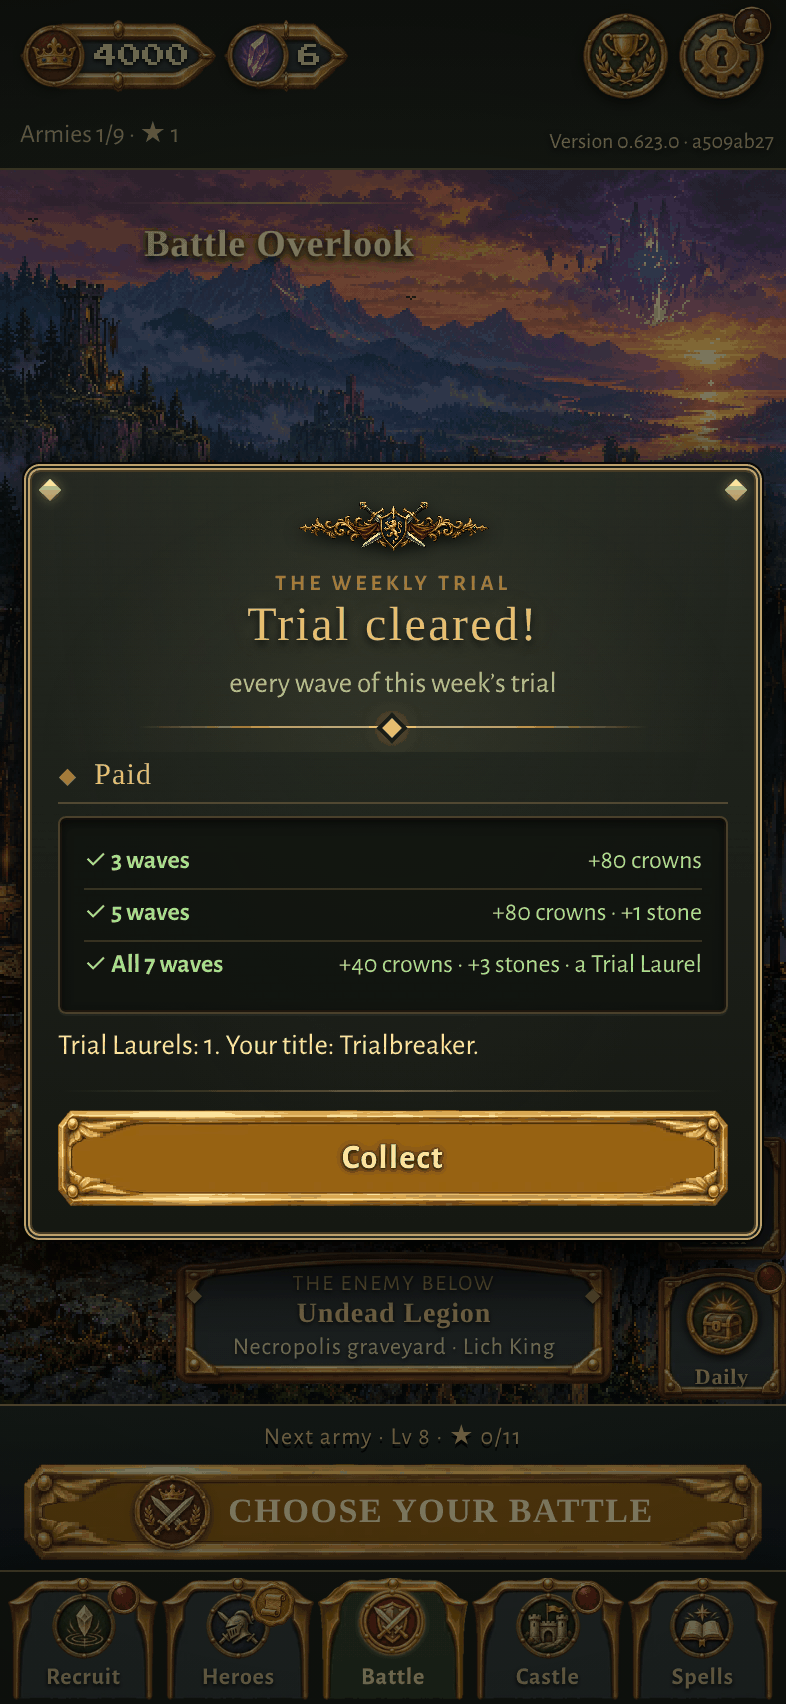 4000
6
Armies 1/9 · ★ 1
Version 0.623.0 · a509ab27
Battle Overlook
THE WEEKLY TRIAL
Trial cleared!
every wave of this week's trial
Paid
✓ 3 waves +80 crowns
✓ 5 waves +80 crowns · +1 stone
✓ All 7 waves +40 crowns · +3 stones · a Trial Laurel
Trial Laurels: 1. Your title: Trialbreaker.
Collect
THE ENEMY BELOW
Undead Legion
Necropolis graveyard · Lich King
Daily
Next army · Lv 8 · ★ 0/11
CHOOSE YOUR BATTLE
Recruit
Heroes
Battle
Castle
Spells